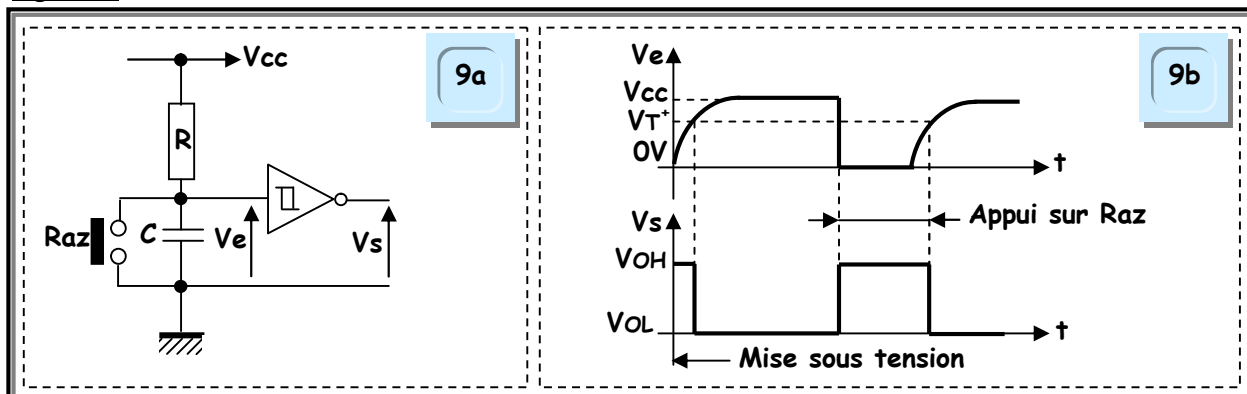 Vcc
9a
R
Raz
C
Ve
Vs
9b
Ve
Vcc
VT+
0V
t
Appui sur Raz
Vs
VOH
VOL
t
Mise sous tension